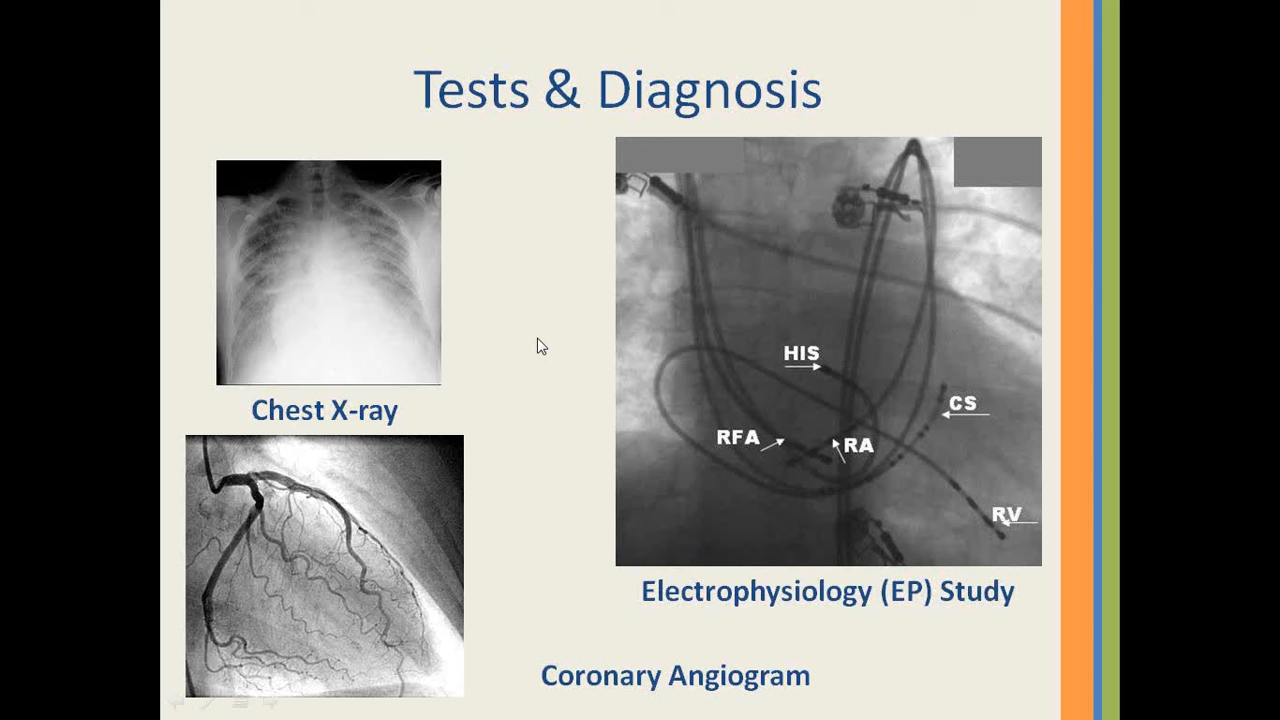 Tests & Diagnosis
Chest X-ray
HIS
CS
RFA
RA
RV
Electrophysiology (EP) Study
Coronary Angiogram